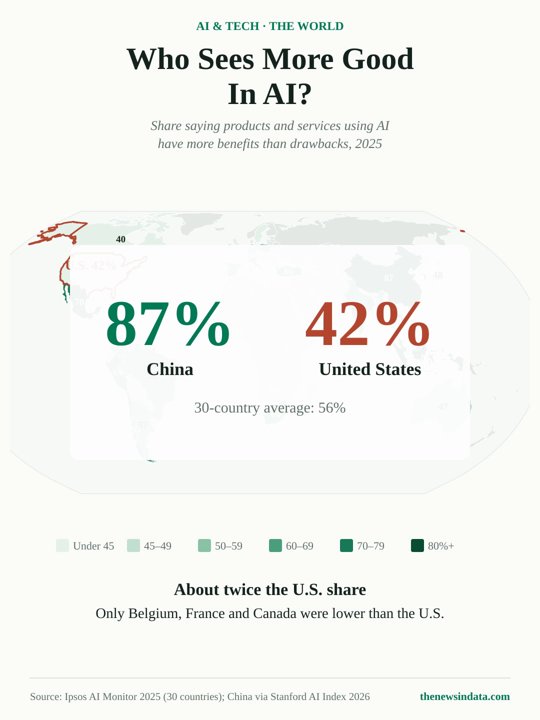 AI & TECH · THE WORLD
Who Sees More Good
In AI?
Share saying products and services using AI
have more benefits than drawbacks, 2025
40
U.S. 42%
87% 42%
China United States
30-country average: 56%
Under 45 45–49 50–59 60–69 70–79 80%+
About twice the U.S. share
Only Belgium, France and Canada were lower than the U.S.
Source: Ipsos AI Monitor 2025 (30 countries); China via Stanford AI Index 2026 thenewsindata.com